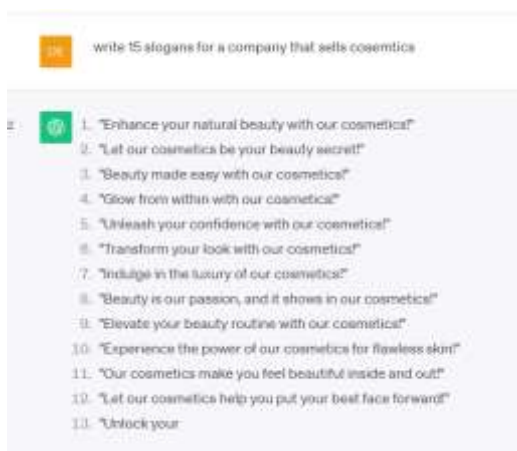 write 15 slogans for a company that sells cosemtics
1. "Enhance your natural beauty with our cosmetics!"
2. "Let our cosmetics be your beauty secret!"
3. "Beauty made easy with our cosmetics!"
4. "Glow from within with our cosmetics!"
5. "Unleash your confidence with our cosmetics!"
6. "Transform your look with our cosmetics!"
7. "Indulge in the luxury of our cosmetics!"
8. "Beauty is our passion, and it shows in our cosmetics!"
9. "Elevate your beauty routine with our cosmetics!"
10. "Experience the power of our cosmetics for flawless skin!"
11. "Our cosmetics make you feel beautiful inside and out!"
12. "Let our cosmetics help you put your best face forward!"
13. "Unlock your